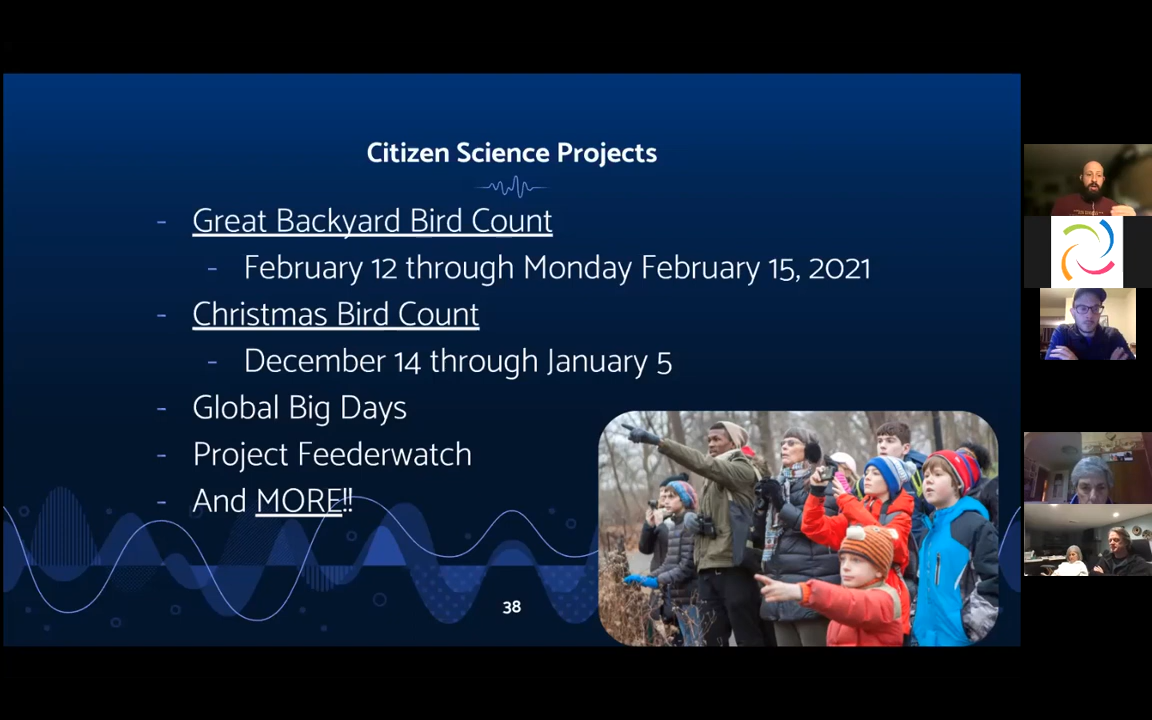 Citizen Science Projects
- Great Backyard Bird Count
- February 12 through Monday February 15, 2021
- Christmas Bird Count
- December 14 through January 5
- Global Big Days
- Project Feederwatch
- And MORE!!
38